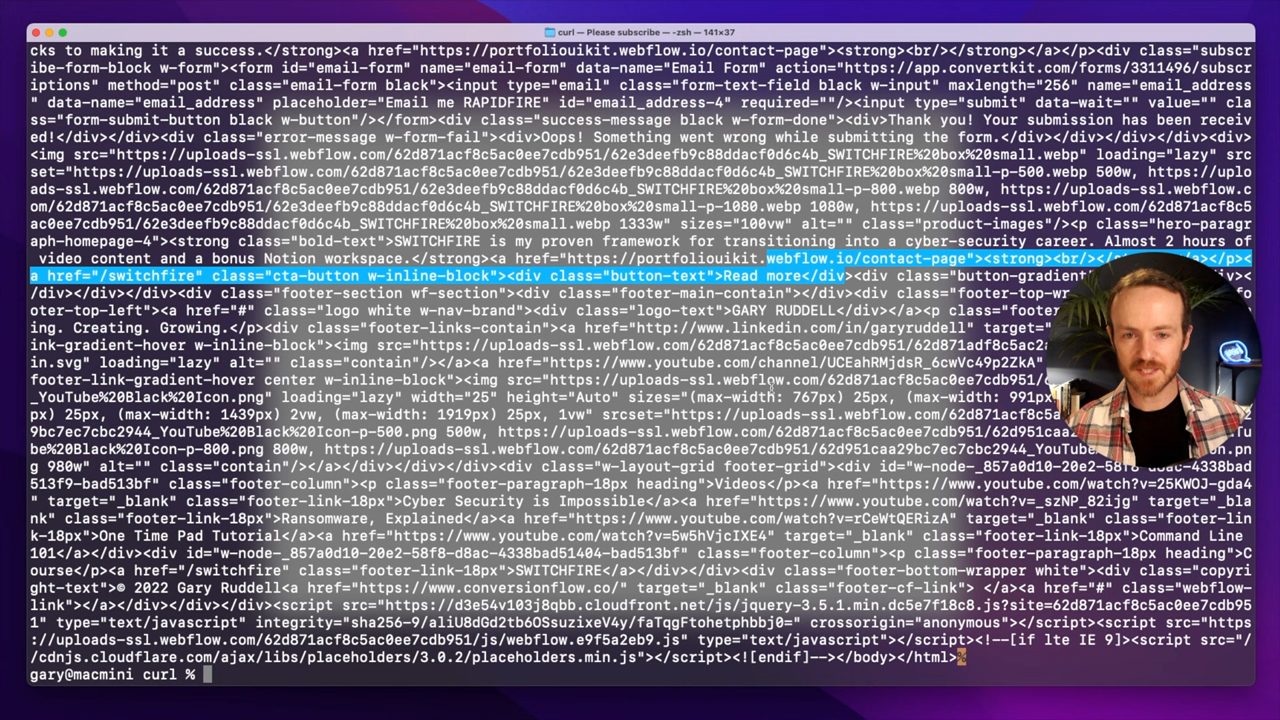 curl — Please subscribe — -zsh — 141×37
cks to making it a success.</strong><a href="https://portfoliouikit.webflow.io/contact-page"><strong><br/></strong></a></p><div class="subscr
ibe-form-block w-form"><form id="email-form" name="email-form" data-name="Email Form" action="https://app.convertkit.com/forms/3311496/subscr
iptions" method="post" class="email-form black"><input type="email" class="form-text-field black w-input" maxlength="256" name="email_address
" data-name="email_address" placeholder="Email me RAPIDFIRE" id="email_address-4" required=""/><input type="submit" data-wait="" value="" cla
ss="form-submit-button black w-button"/></form><div class="success-message black w-form-done"><div>Thank you! Your submission has been receiv
ed!</div></div><div class="error-message w-form-fail"><div>Oops! Something went wrong while submitting the form.</div></div></div></div><div>
<img src="https://uploads-ssl.webflow.com/62d871acf8c5ac0ee7cdb951/62e3deefb9c88ddacf0d6c4b_SWITCHFIRE%20box%20small.webp" loading="lazy" src
set="https://uploads-ssl.webflow.com/62d871acf8c5ac0ee7cdb951/62e3deefb9c88ddacf0d6c4b_SWITCHFIRE%20box%20small-p-500.webp 500w, https://uplo
ads-ssl.webflow.com/62d871acf8c5ac0ee7cdb951/62e3deefb9c88ddacf0d6c4b_SWITCHFIRE%20box%20small-p-800.webp 800w, https://uploads-ssl.webflow.c
om/62d871acf8c5ac0ee7cdb951/62e3deefb9c88ddacf0d6c4b_SWITCHFIRE%20box%20small-p-1080.webp 1080w, https://uploads-ssl.webflow.com/62d871acf8c5
ac0ee7cdb951/62e3deefb9c88ddacf0d6c4b_SWITCHFIRE%20box%20small.webp 1333w" sizes="100vw" alt="" class="product-images"/><p class="hero-paragr
aph-homepage-4"><strong class="bold-text">SWITCHFIRE is my proven framework for transitioning into a cyber-security career. Almost 2 hours of
video content and a bonus Notion workspace.</strong><a href="https://portfoliouikit.webflow.io/contact-page"><strong><br/></strong></a></p><
a href="/switchfire" class="cta-button w-inline-block"><div class="button-text">Read more</div><div class="button-gradient
/div></div></div><div class="footer-section wf-section"><div class="footer-main-contain"></div><div class="footer-top-wr
ooter-top-left"><a href="#" class="logo white w-nav-brand"><div class="logo-text">GARY RUDDELL</div></a><p class="foote
ing. Creating. Growing.</p><div class="footer-links-contain"><a href="http://www.linkedin.com/in/garyruddell" target="
ink-gradient-hover w-inline-block"><img src="https://uploads-ssl.webflow.com/62d871acf8c5ac0ee7cdb951/
in.svg" loading="lazy" alt="" class="contain"/></a><a href="https://www.youtube.com/channel/UCEahRMjdsR_6cwVc49p2ZkA"
footer-link-gradient-hover center w-inline-block"><img src="https://uploads-ssl.webflow.com/62d871acf8c5ac0ee7cdb951/
_YouTube%20Black%20Icon.png" loading="lazy" width="25" height="Auto" sizes="(max-width: 767px) 25px, (max-width: 991px
px) 25px, (max-width: 1439px) 2vw, (max-width: 1919px) 25px, 1vw" srcset="https://uploads-ssl.webflow.com/62d871acf8c5
29bc7ec7cbc2944_YouTube%20Black%20Icon-p-500.png 500w, https://uploads-ssl.webflow.com/62d871acf8c5ac0ee7cdb951/62d951caa2
be%20Black%20Icon-p-800.png 800w, https://uploads-ssl.webflow.com/62d871acf8c5ac0ee7cdb951/62d951caa29bc7ec7cbc2944_YouTube%20Black%20Icon.pn
g 980w" alt="" class="contain"/></a></div></div><div class="w-layout-grid footer-grid"><div id="w-node-_857a0d10-20e2-58f8-d8ac-4338bad
513f9-bad513bf" class="footer-column"><p class="footer-paragraph-18px heading">Videos</p><a href="https://www.youtube.com/watch?v=25KWOJ-gda4
" target="_blank" class="footer-link-18px">Cyber Security is Impossible</a><a href="https://www.youtube.com/watch?v=_szNP_82ijg" target="_bla
nk" class="footer-link-18px">Ransomware, Explained</a><a href="https://www.youtube.com/watch?v=rCeWtQERizA" target="_blank" class="footer-lin
k-18px">One Time Pad Tutorial</a><a href="https://www.youtube.com/watch?v=5w5hVjcIXE4" target="_blank" class="footer-link-18px">Command Line
101</a></div><div id="w-node-_857a0d10-20e2-58f8-d8ac-4338bad51404-bad513bf" class="footer-column"><p class="footer-paragraph-18px heading">C
ourse</p><a href="/switchfire" class="footer-link-18px">SWITCHFIRE</a></div></div><div class="footer-bottom-wrapper white"><div class="copyri
ght-text">© 2022 Gary Ruddell<a href="https://www.conversionflow.co/" target="_blank" class="footer-cf-link"> </a><a href="#" class="webflow-
link"></a></div></div></div><script src="https://d3e54v103j8qbb.cloudfront.net/js/jquery-3.5.1.min.dc5e7f18c8.js?site=62d871acf8c5ac0ee7cdb95
1" type="text/javascript" integrity="sha256-9/aliU8dGd2tb6OSsuzixeV4y/faTqgFtohetphbbj0=" crossorigin="anonymous"></script><script src="https
://uploads-ssl.webflow.com/62d871acf8c5ac0ee7cdb951/js/webflow.e9f5a2eb9.js" type="text/javascript"></script><!--[if lte IE 9]><script src="/
/cdnjs.cloudflare.com/ajax/libs/placeholders/3.0.2/placeholders.min.js"></script><![endif]--></body></html>%
gary@macmini curl %